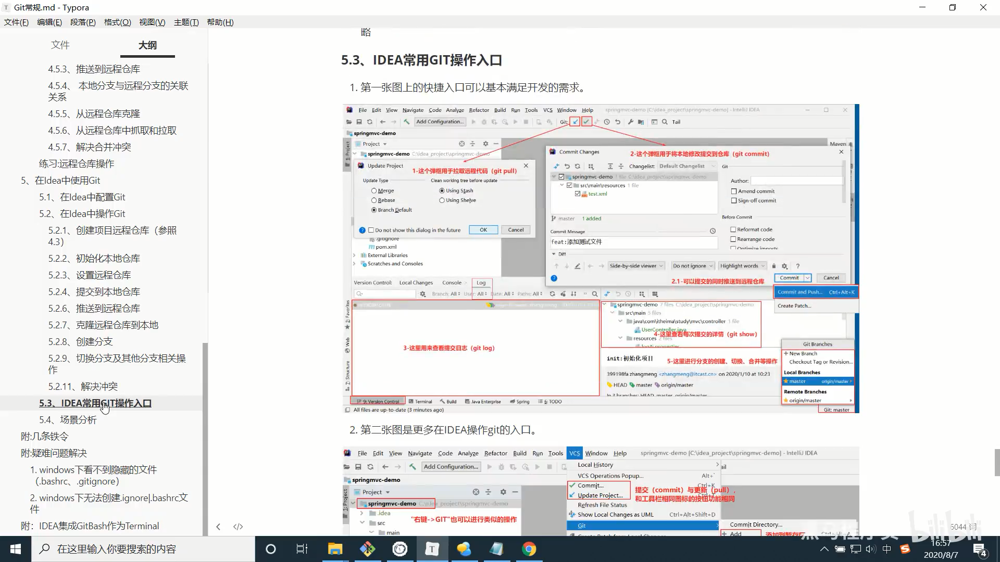 Git常规.md - Typora
文件(F) 编辑(E) 段落(P) 格式(O) 视图(V) 主题(T) 帮助(H)
文件 大纲
4.5.3、推送到远程仓库
4.5.4、 本地分支与远程分支的关联
关系
4.5.5、从远程仓库克隆
4.5.6、从远程仓库中抓取和拉取
4.5.7、解决合并冲突
练习:远程仓库操作
5、在Idea中使用Git
5.1、在Idea中配置Git
5.2、在Idea中操作Git
5.2.1、创建项目远程仓库（参照
4.3）
5.2.2、初始化本地仓库
5.2.3、设置远程仓库
5.2.4、提交到本地仓库
5.2.6、推送到远程仓库
5.2.7、克隆远程仓库到本地
5.2.8、创建分支
5.2.9、切换分支及其他分支相关操
作
5.2.11、解决冲突
5.3、IDEA常用GIT操作入口
5.4、场景分析
附:几条铁令
附:疑难问题解决
1. windows下看不到隐藏的文件
（.bashrc、.gitignore）
2. windows下无法创建.ignore|.bashrc文
件
附：IDEA集成GitBash作为Terminal
略
5.3、IDEA常用GIT操作入口
1. 第一张图上的快捷入口可以基本满足开发的需求。
File Edit View Navigate Code Analyze Refactor Build Run Tools VCS Window Help springmvc-demo [C:\idea_project\springmvc-demo] - IntelliJ IDEA
Add Configuration... Git: Tail
springmvc-demo
1: Project
Project
Maven
springmvc-demo C:\idea_project\springmvc-demo
Update Project
1-这个弹框用于拉取远程代码（git pull）
Update Type Clean working tree before update
Merge Using Stash
Rebase Using Shelve
Branch Default
Do not show this dialog in the future OK Cancel
.gitignore
pom.xml
External Libraries
Scratches and Consoles
Commit Changes
2-这个弹框用于将本地修改提交到仓库（git commit）
Changelist: Default Changelist Git
springmvc-demo 1 file C:\idea_project\springmvc-demo
Author:
src\main\resources 1 file
Amend commit
test.xml
Sign-off commit
master 1 added
Before Commit
Commit Message
Reformat code
feat:添加测试文件
Rearrange code
Optimize imports
Diff
Side-by-side viewer Do not ignore Highlight words
2.1-可以提交的同时推送到远程仓库
Commit Cancel
Commit and Push... Ctrl+Alt+K
Create Patch...
Version Control: Local Changes Console Log
Branch: All User: All Date: All Paths: All
2: Favorites
Web
Z: Structure
3-这里用来查看提交日志（git log）
springmvc-demo 7 files C:\idea_project\springmvc-demo
src\main 5 files
java\com\itheima\study\mvc\controller 1 file
UserController.java
4-这里查看每次提交的详情（git show）
resources 2 files
log4j.properties
init:初始化项目
5-这里进行分支的创建、切换、合并等操作
399198fa zhangmeng <zhangmeng@itcast.cn> on 2020/1/10 at 10:23
HEAD master origin/master
In 3 branches: HEAD, master, origin/master
Git Branches
New Branch
Checkout Tag or Revision...
Local Branches
master origin/master
Remote Branches
origin/master
9: Version Control Terminal Build Java Enterprise Spring 6: TODO
All files are up-to-date (3 minutes ago) Git: master
2. 第二张图是更多在IDEA操作git的入口。
File Edit View Navigate Code Analyze Refactor Build Run Tools VCS Window Help springmvc-demo [C:\idea_project\springmvc-demo] - IntelliJ IDEA
Add Configuration...
springmvc-demo
1: Project
Project
springmvc-demo C:\idea_project\springmvc-demo
.idea
src
main
"右键->GIT"也可以进行类似的操作
Local History
VCS Operations Popup... Alt+`
Commit... Ctrl+K
Update Project... Ctrl+T
提交（commit）与更新（pull），
和工具栏相同图标的按钮功能相同
Refresh File Status
Show Local Changes as UML Ctrl+Alt+Shift+D
Git
Commit Directory...
Add
添加到暂存区
Ctrl+Alt+A
6044 词
bilibili
在这里输入你要搜索的内容
中
16:57
2020/8/7
4